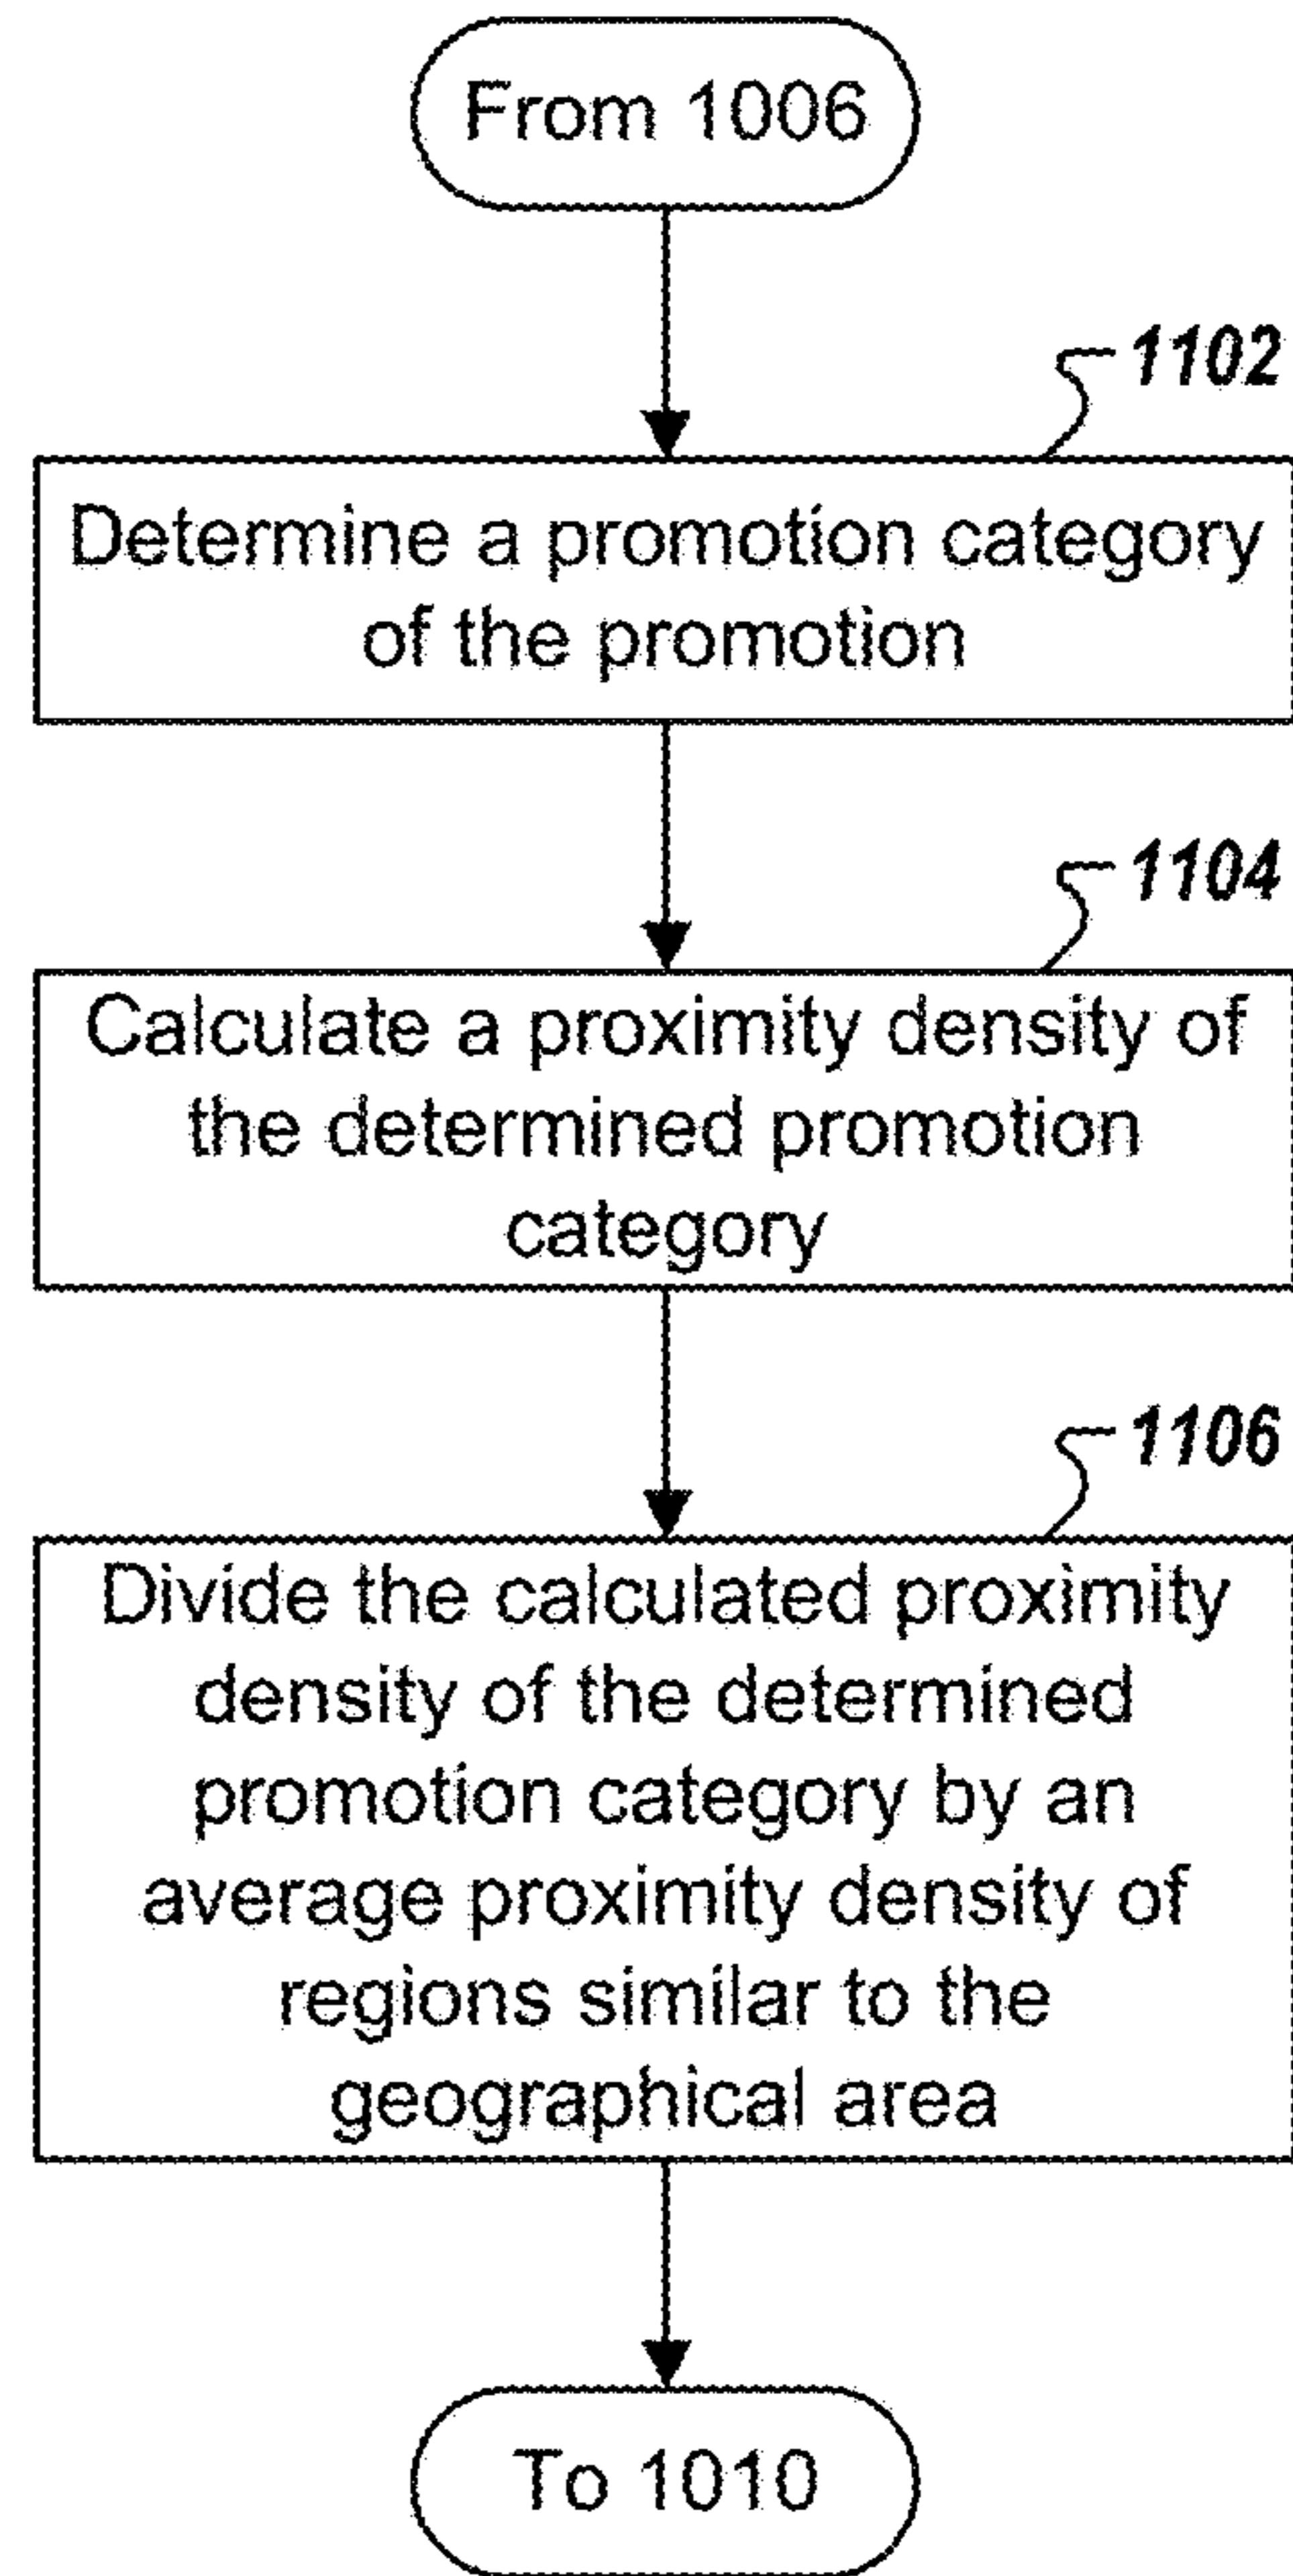 From 1006
1102
Determine a promotion category
of the promotion
1104
Calculate a proximity density of
the determined promotion
category
1106
Divide the calculated proximity
density of the determined
promotion category by an
average proximity density of
regions similar to the
geographical area
To 1010